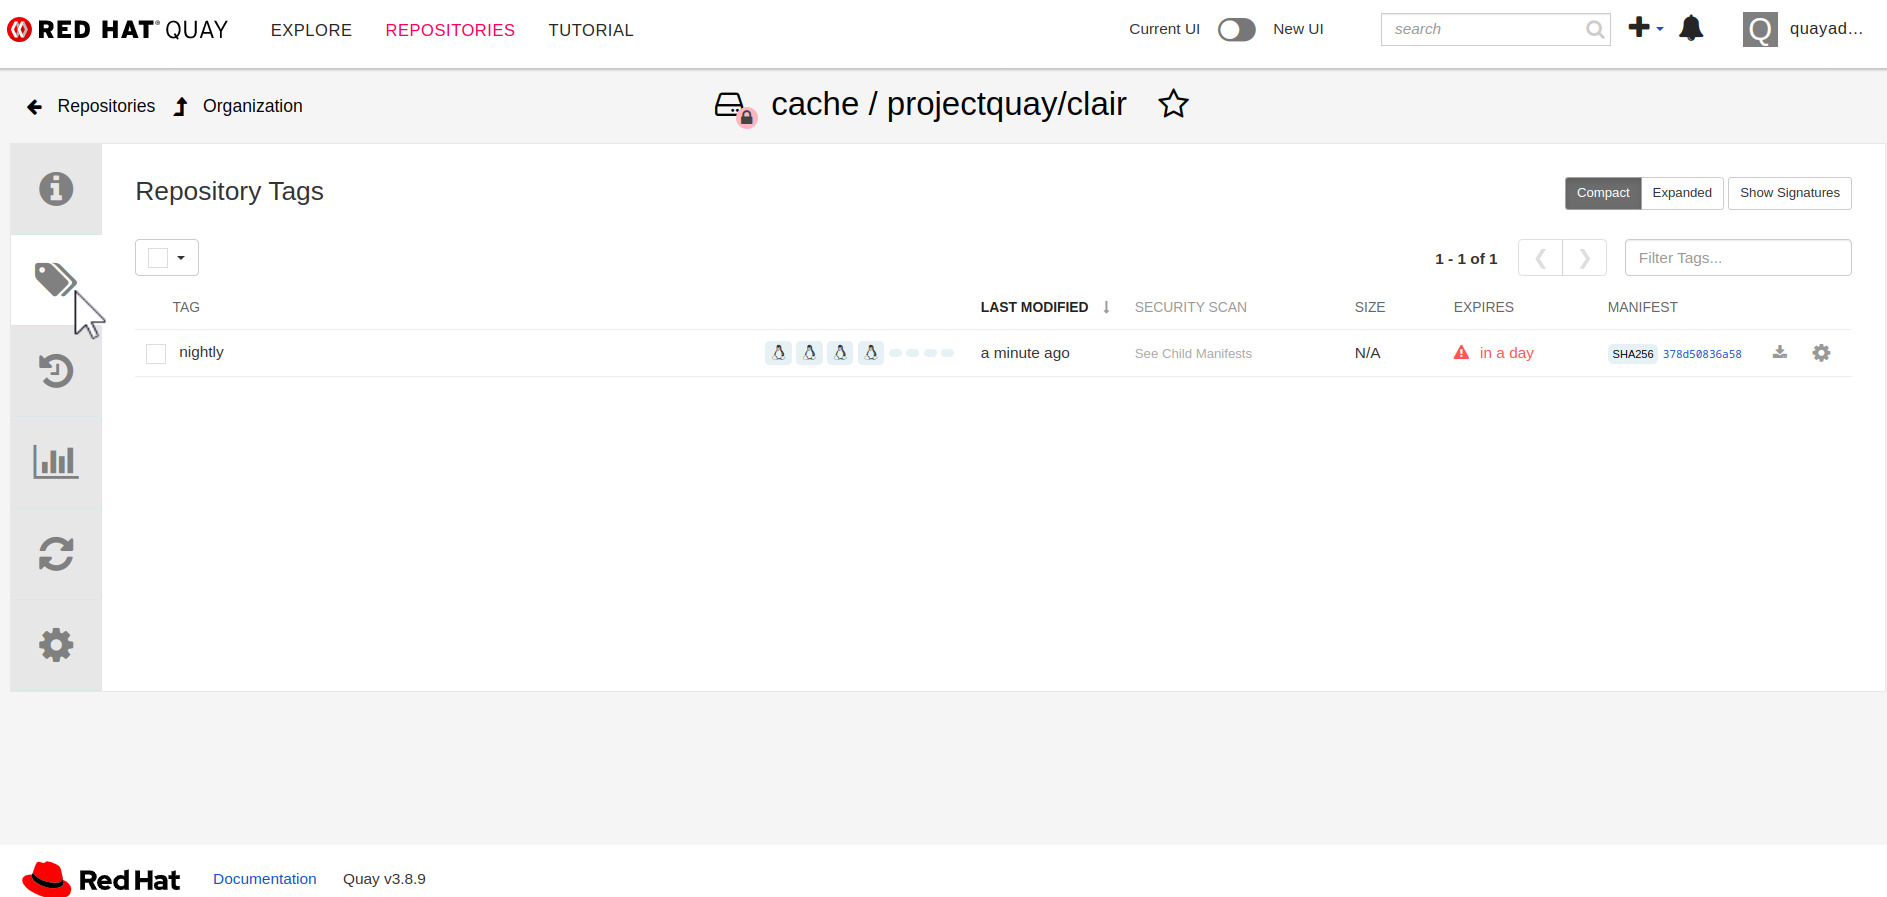 RED HAT® QUAY
EXPLORE
REPOSITORIES
TUTORIAL
Current UI
New UI
search
Q
quayad...
Repositories
Organization
cache / projectquay/clair
Repository Tags
Compact
Expanded
Show Signatures
1 - 1 of 1
Filter Tags...
TAG
LAST MODIFIED
SECURITY SCAN
SIZE
EXPIRES
MANIFEST
nightly
a minute ago
See Child Manifests
N/A
in a day
SHA256
378d50836a58
Red Hat
Documentation
Quay v3.8.9